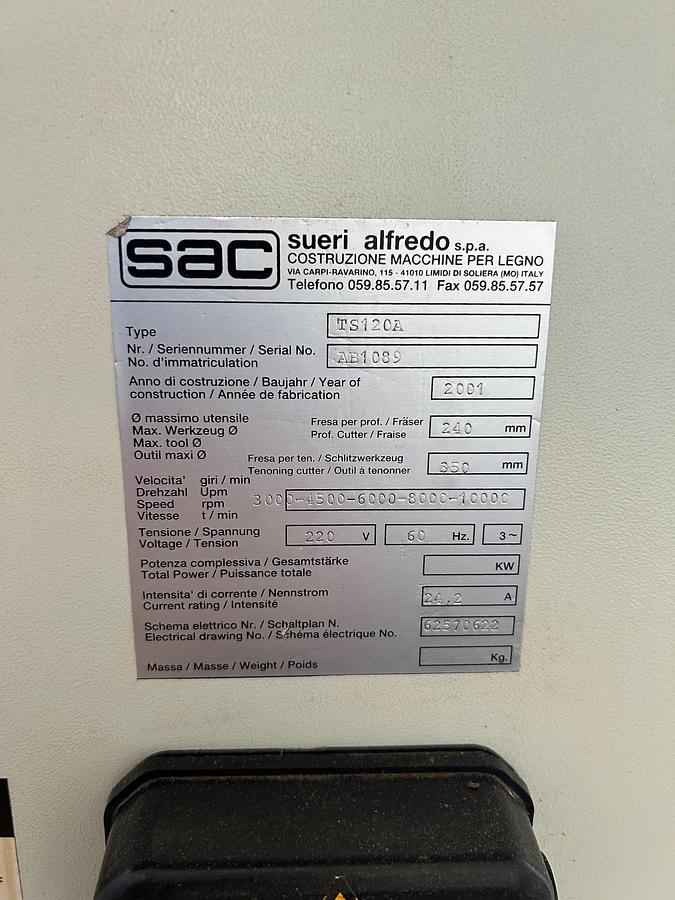 sac
sueri alfredo s.p.a.
COSTRUZIONE MACCHINE PER LEGNO
VIA CARPI-RAVARINO, 115 - 41010 LIMIDI DI SOLIERA (MO) ITALY
Telefono 059.85.57.11 Fax 059.85.57.57
Type TS120A
Nr. / Seriennummer / Serial No.
No. d'immatriculation
AB1089
Anno di costruzione / Baujahr / Year of
construction / Année de fabrication
2001
Ø massimo utensile
Max. Werkzeug Ø
Max. tool Ø
Outil maxi Ø
Fresa per prof. / Fräser
Prof. Cutter / Fraise
240 mm
Fresa per ten. / Schlitzwerkzeug
Tenoning cutter / Outil à tenonner
350 mm
Velocita' giri / min
Drehzahl Upm
Speed rpm
Vitesse t / min
3000-4500-6000-8000-10000
Tensione / Spannung
Voltage / Tension
220 V 60 Hz. 3~
Potenza complessiva / Gesamtstärke
Total Power / Puissance totale
KW
Intensita' di corrente / Nennstrom
Current rating / Intensité
24,2 A
Schema elettrico Nr. / Schaltplan N.
Electrical drawing No. / Schéma électrique No.
62570622
Massa / Masse / Weight / Poids Kg.